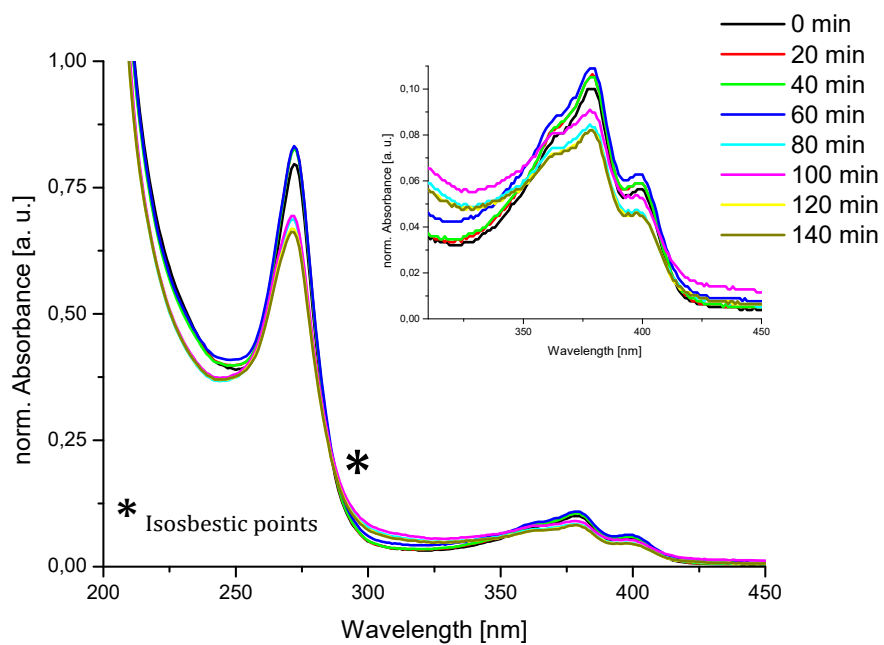 0 min
20 min
40 min
60 min
80 min
100 min
120 min
140 min
1,00
0,75
0,50
0,25
0,00
norm. Absorbance [a. u.]
200
250
300
350
400
450
Wavelength [nm]
0,10
0,08
0,06
0,04
0,02
0,00
norm. Absorbance [a. u.]
350
400
450
Wavelength [nm]
*
* Isosbestic points